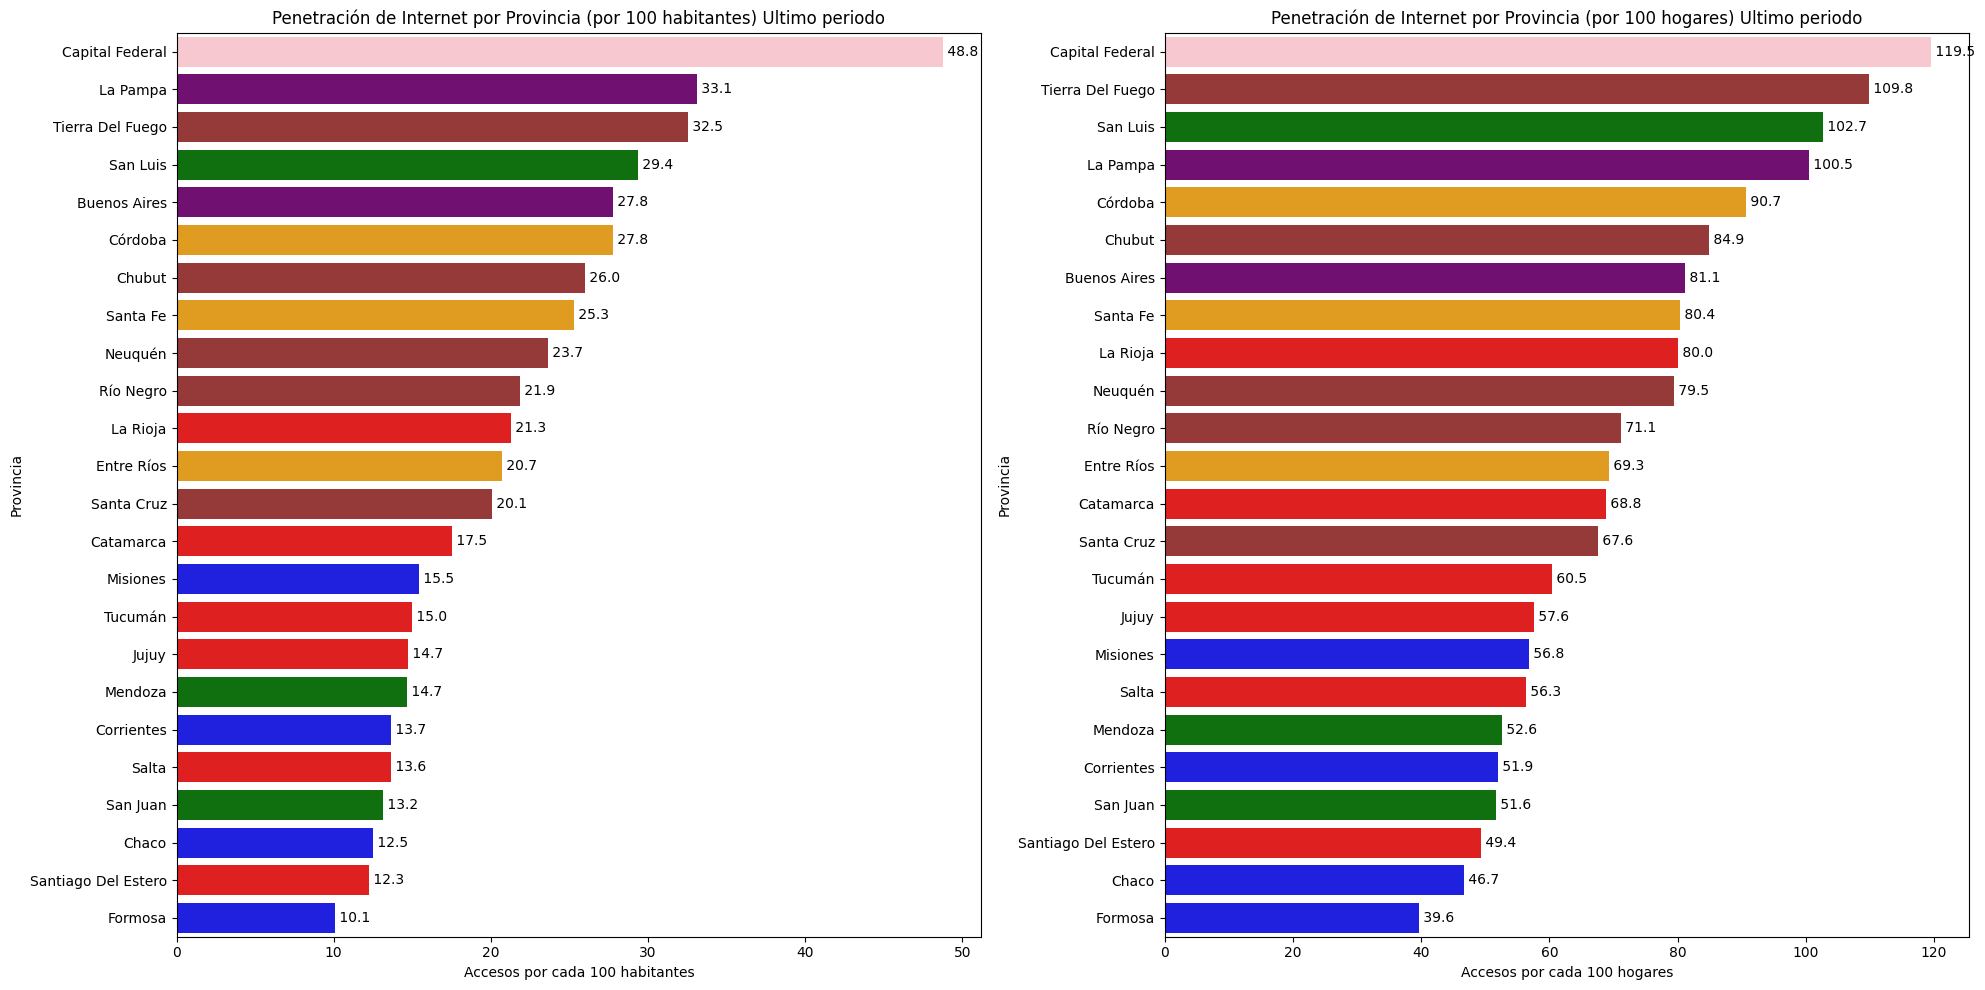 Penetración de Internet por Provincia (por 100 habitantes) Ultimo periodo
Provincia
Capital Federal 48.8
La Pampa 33.1
Tierra Del Fuego 32.5
San Luis 29.4
Buenos Aires 27.8
Córdoba 27.8
Chubut 26.0
Santa Fe 25.3
Neuquén 23.7
Río Negro 21.9
La Rioja 21.3
Entre Ríos 20.7
Santa Cruz 20.1
Catamarca 17.5
Misiones 15.5
Tucumán 15.0
Jujuy 14.7
Mendoza 14.7
Corrientes 13.7
Salta 13.6
San Juan 13.2
Chaco 12.5
Santiago Del Estero 12.3
Formosa 10.1
0 10 20 30 40 50
Accesos por cada 100 habitantes
Penetración de Internet por Provincia (por 100 hogares) Ultimo periodo
Provincia
Capital Federal 119.5
Tierra Del Fuego 109.8
San Luis 102.7
La Pampa 100.5
Córdoba 90.7
Chubut 84.9
Buenos Aires 81.1
Santa Fe 80.4
La Rioja 80.0
Neuquén 79.5
Río Negro 71.1
Entre Ríos 69.3
Catamarca 68.8
Santa Cruz 67.6
Tucumán 60.5
Jujuy 57.6
Misiones 56.8
Salta 56.3
Mendoza 52.6
Corrientes 51.9
San Juan 51.6
Santiago Del Estero 49.4
Chaco 46.7
Formosa 39.6
0 20 40 60 80 100 120
Accesos por cada 100 hogares